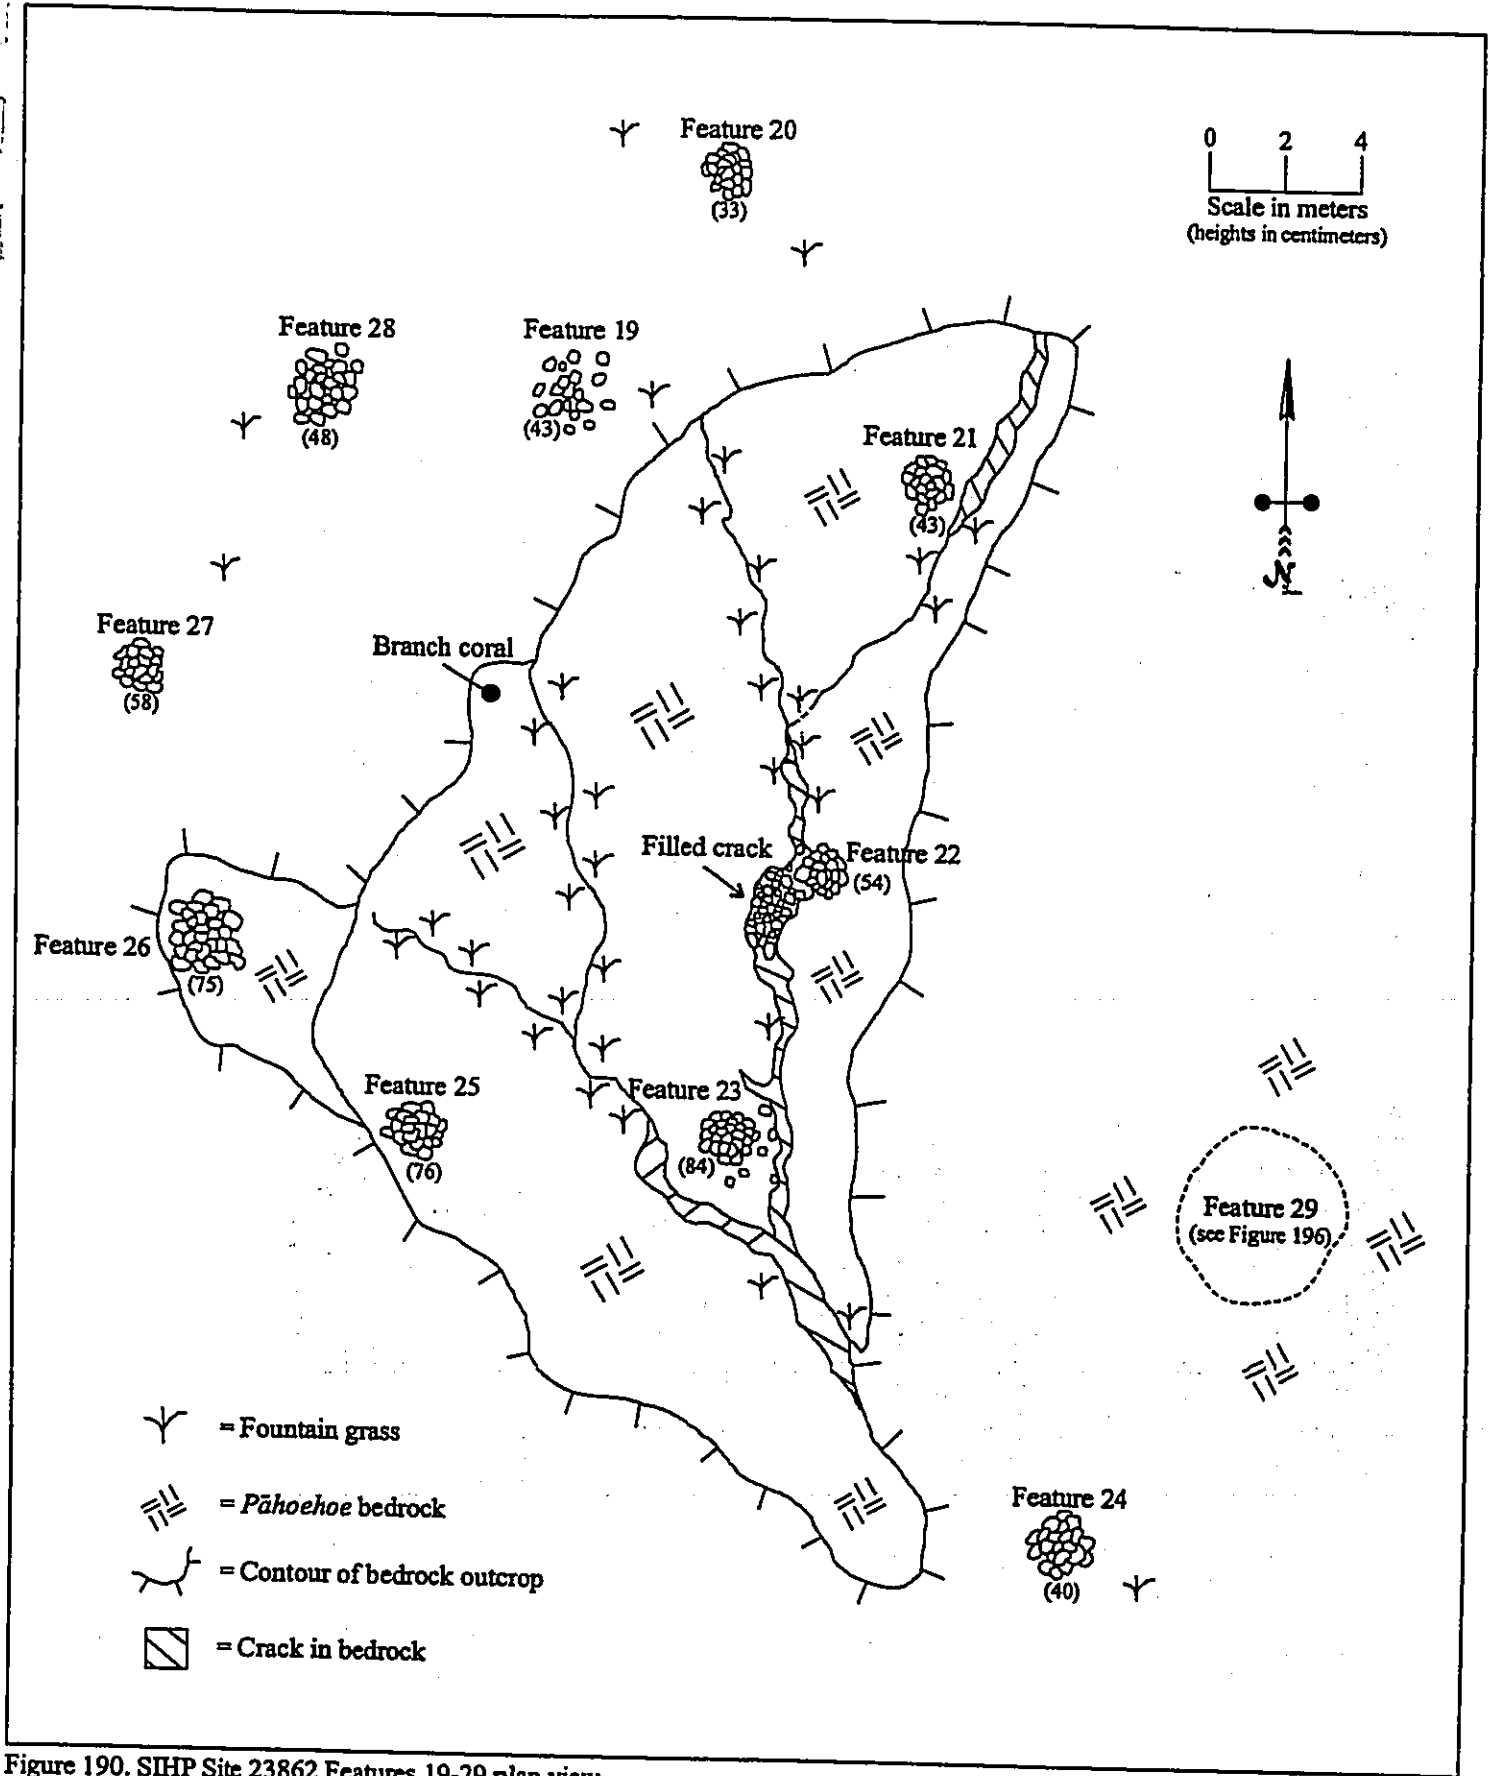 Feature 20
(33)
0 2 4
Scale in meters
(heights in centimeters)
Feature 28
(48)
Feature 19
(43)
Feature 21
(43)
N
Feature 27
(58)
Branch coral
Filled crack
Feature 22
(54)
Feature 26
(75)
Feature 25
(76)
Feature 23
(84)
Feature 29
(see Figure 196)
= Fountain grass
= Pāhoehoe bedrock
= Contour of bedrock outcrop
= Crack in bedrock
Feature 24
(40)
Figure 190. SIHP Site 23862 Features 19-29 plan view